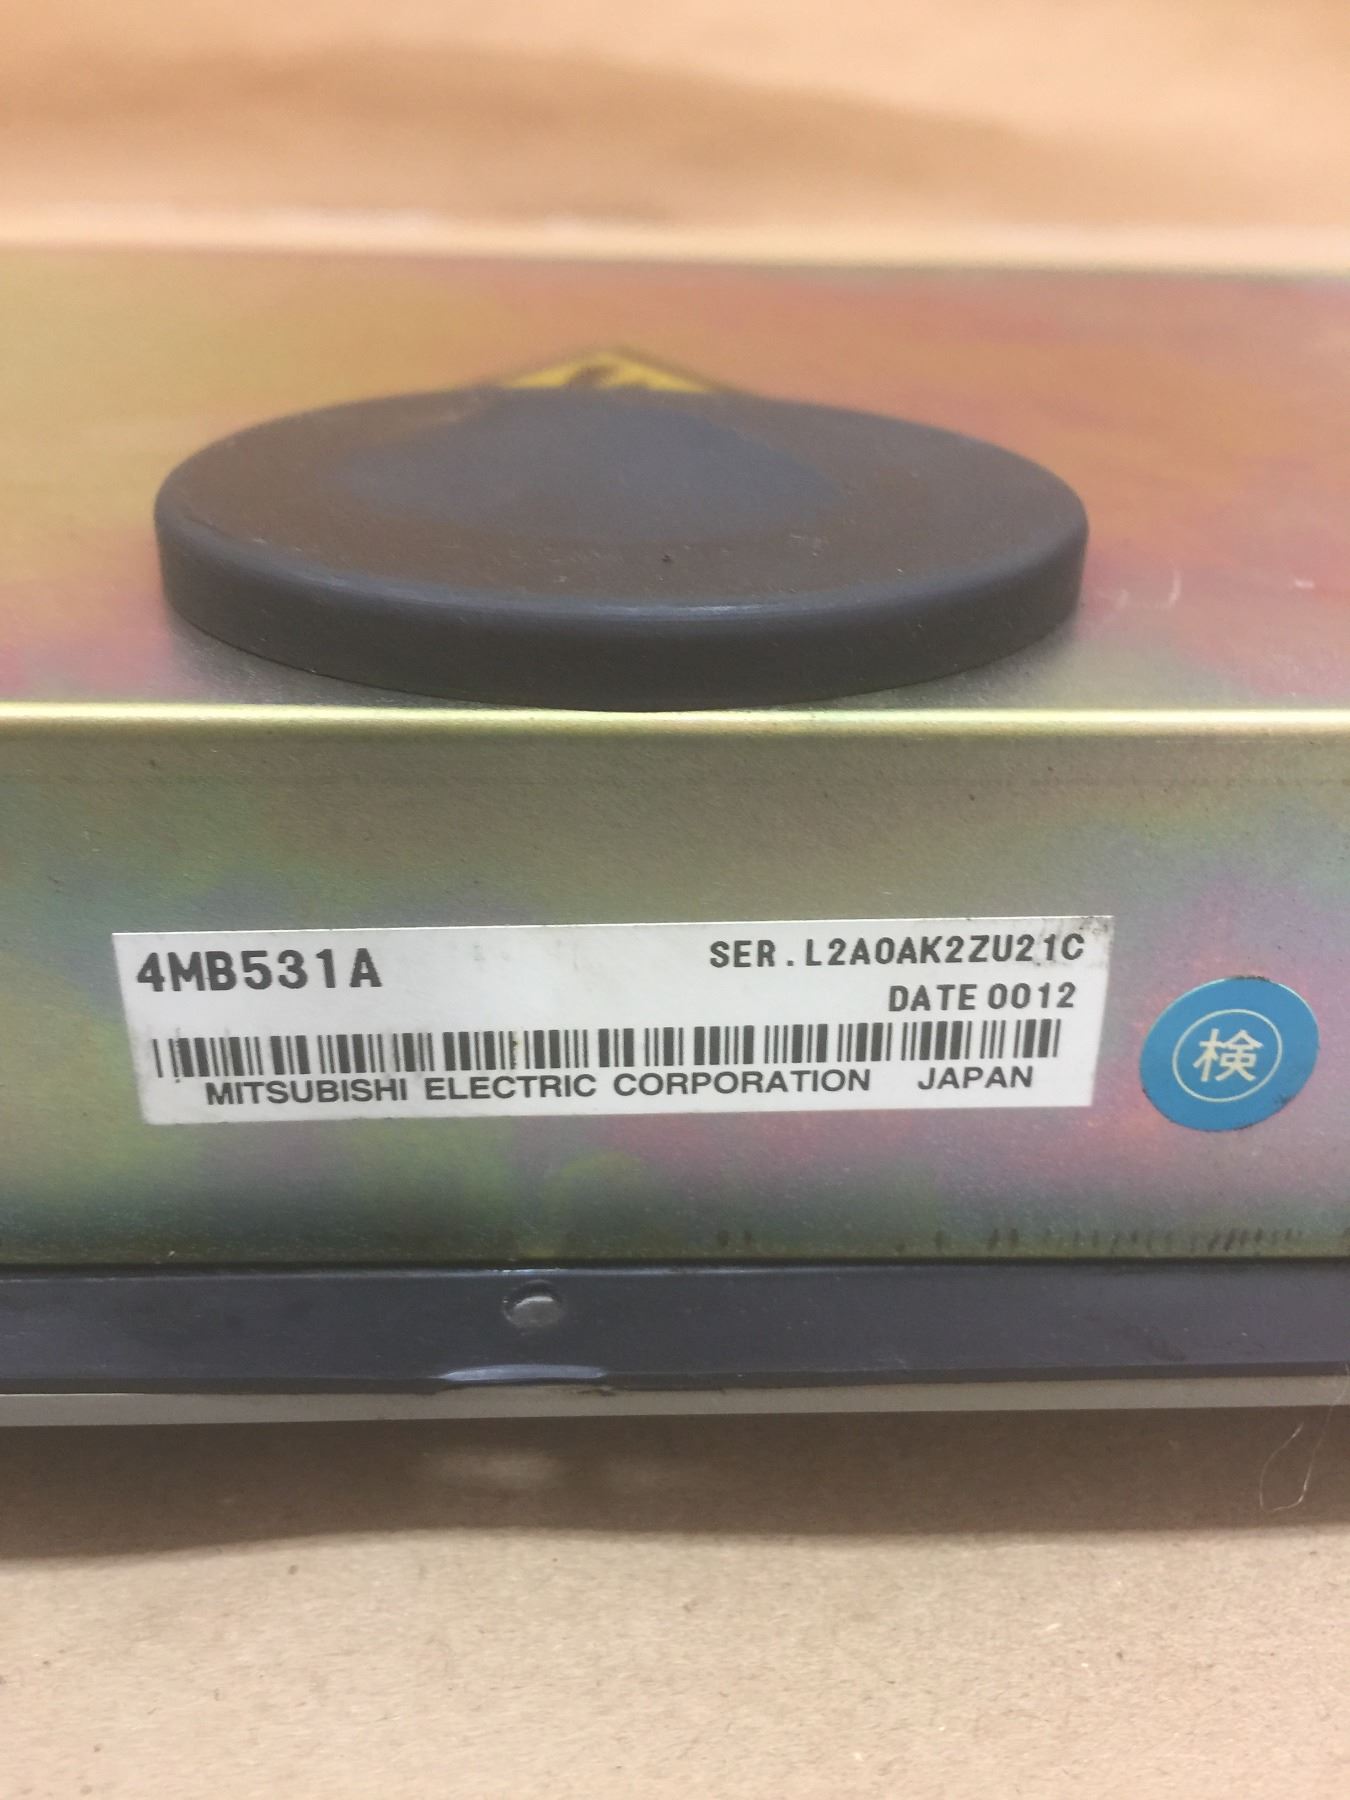 4MB531A
SER.L2A0AK2ZU21C
DATE 0012
MITSUBISHI ELECTRIC CORPORATION JAPAN
検